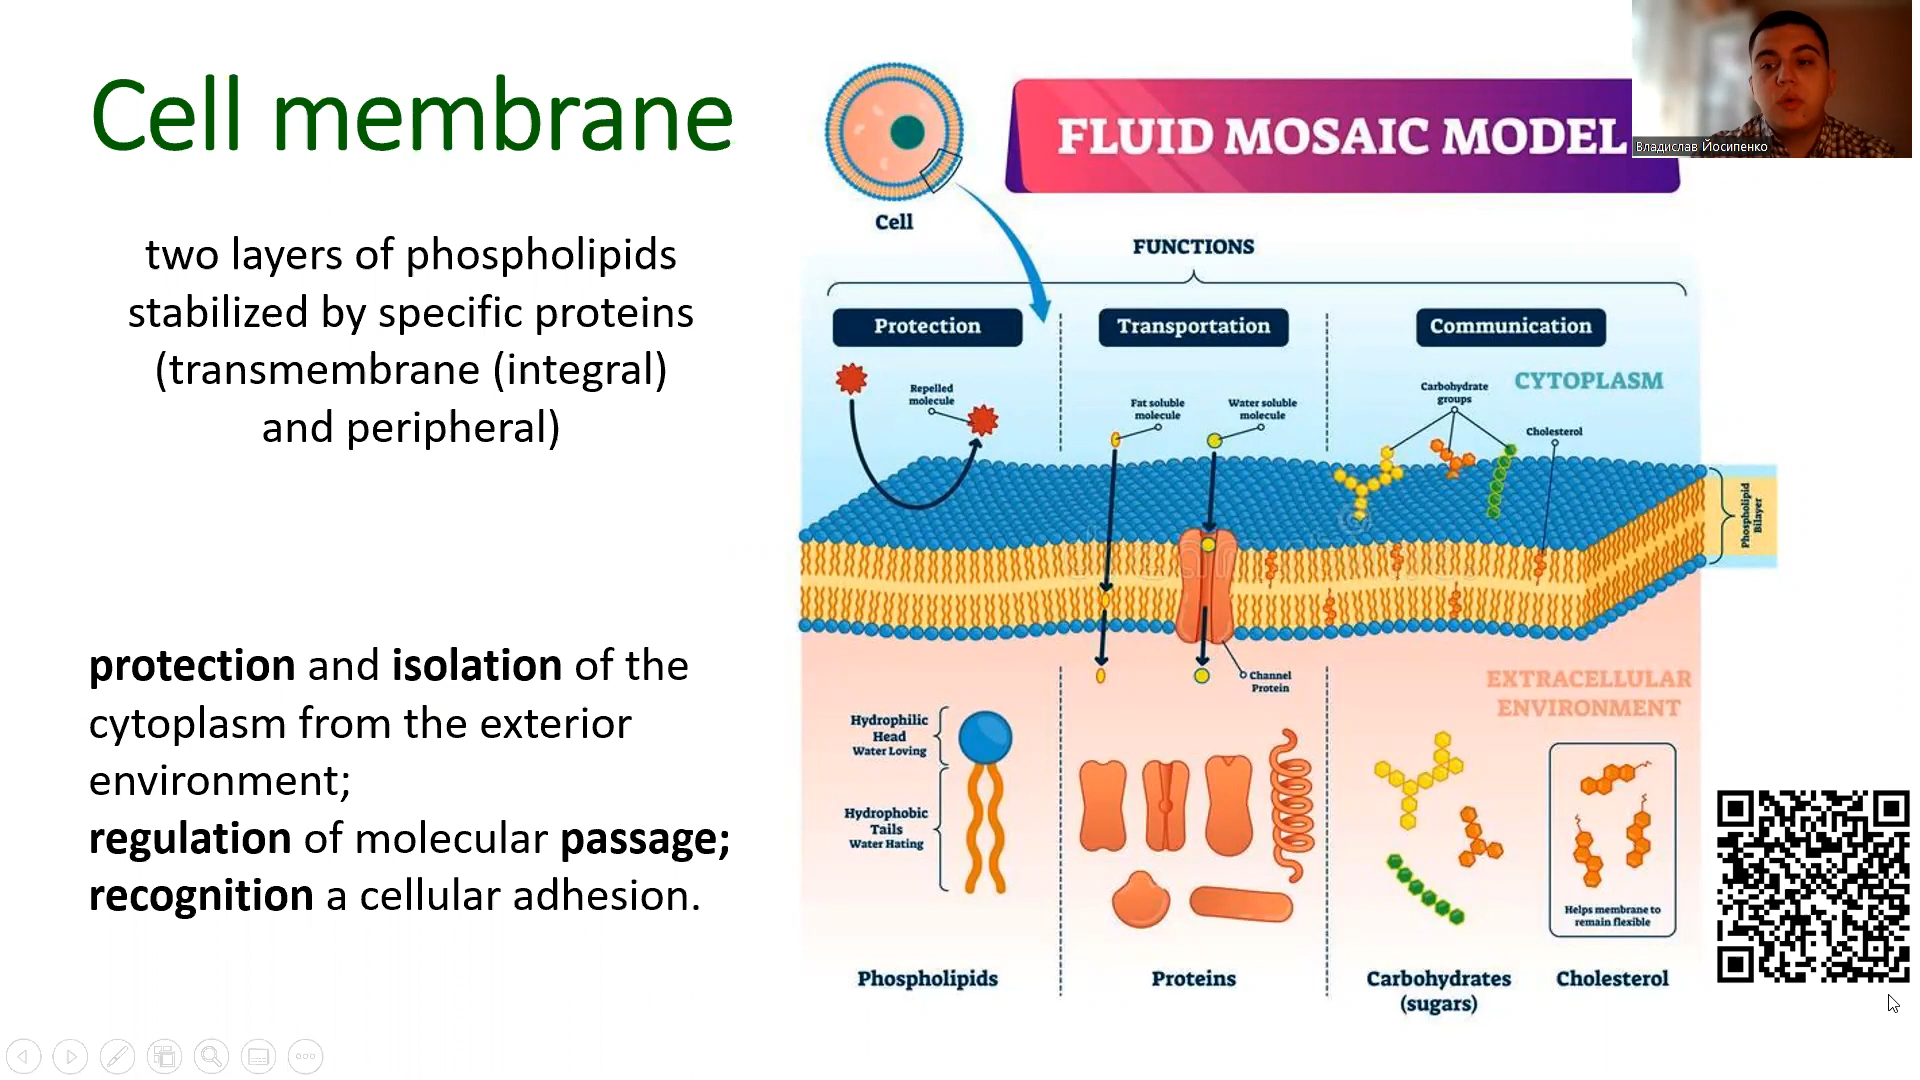 Cell membrane
two layers of phospholipids
stabilized by specific proteins
(transmembrane (integral)
and peripheral)
protection and isolation of the
cytoplasm from the exterior
environment;
regulation of molecular passage;
recognition a cellular adhesion.
FLUID MOSAIC MODEL
Владислав Йосипенко
Cell
FUNCTIONS
Protection
Transportation
Communication
Repelled
molecule
Fat soluble
molecule
Water soluble
molecule
Carbohydrate
groups
CYTOPLASM
Cholesterol
Phospholipid
Bilayer
Channel
Protein
EXTRACELLULAR
ENVIRONMENT
Hydrophilic
Head
Water Loving
Hydrophobic
Tails
Water Hating
Helps membrane to
remain flexible
Phospholipids
Proteins
Carbohydrates
(sugars)
Cholesterol